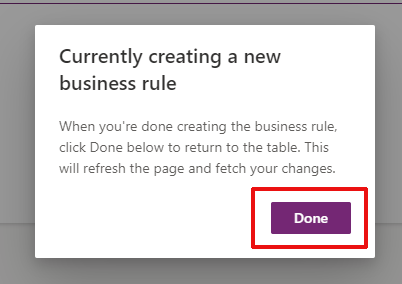 Currently creating a new
business rule
When you're done creating the business rule,
click Done below to return to the table. This
will refresh the page and fetch your changes.
Done